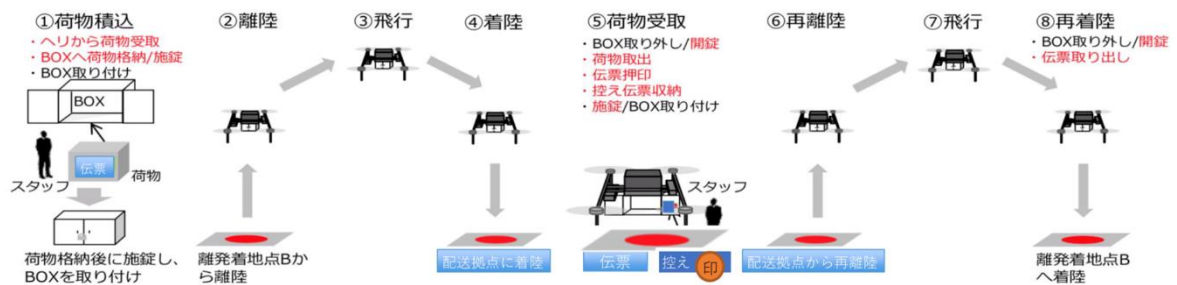 ①荷物積込
・ヘリから荷物受取
・BOXへ荷物格納/施錠
・BOX取り付け
BOX
伝票
荷物
スタッフ
荷物格納後に施錠し、
BOXを取り付け
②離陸
離発着地点Bか
ら離陸
③飛行
④着陸
配送拠点に着陸
⑤荷物受取
・BOX取り外し/開錠
・荷物取出
・伝票押印
・控え伝票収納
・施錠/BOX取り付け
スタッフ
伝票
控え
印
⑥再離陸
配送拠点から再離陸
⑦飛行
⑧再着陸
・BOX取り外し/開錠
・伝票取り出し
離発着地点B
へ着陸